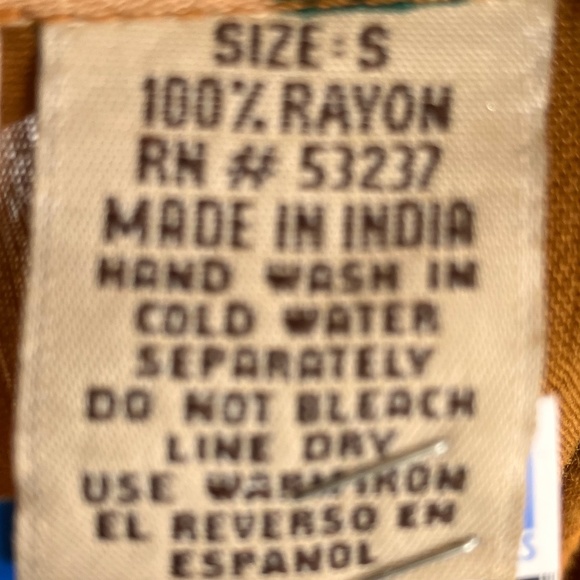 SIZE: S
100% RAYON
RN # 53237
MADE IN INDIA
HAND WASH IN
COLD WATER
SEPARATELY
DO NOT BLEACH
LINE DRY
USE WARM IRON
EL REVERSO EN
ESPANOL